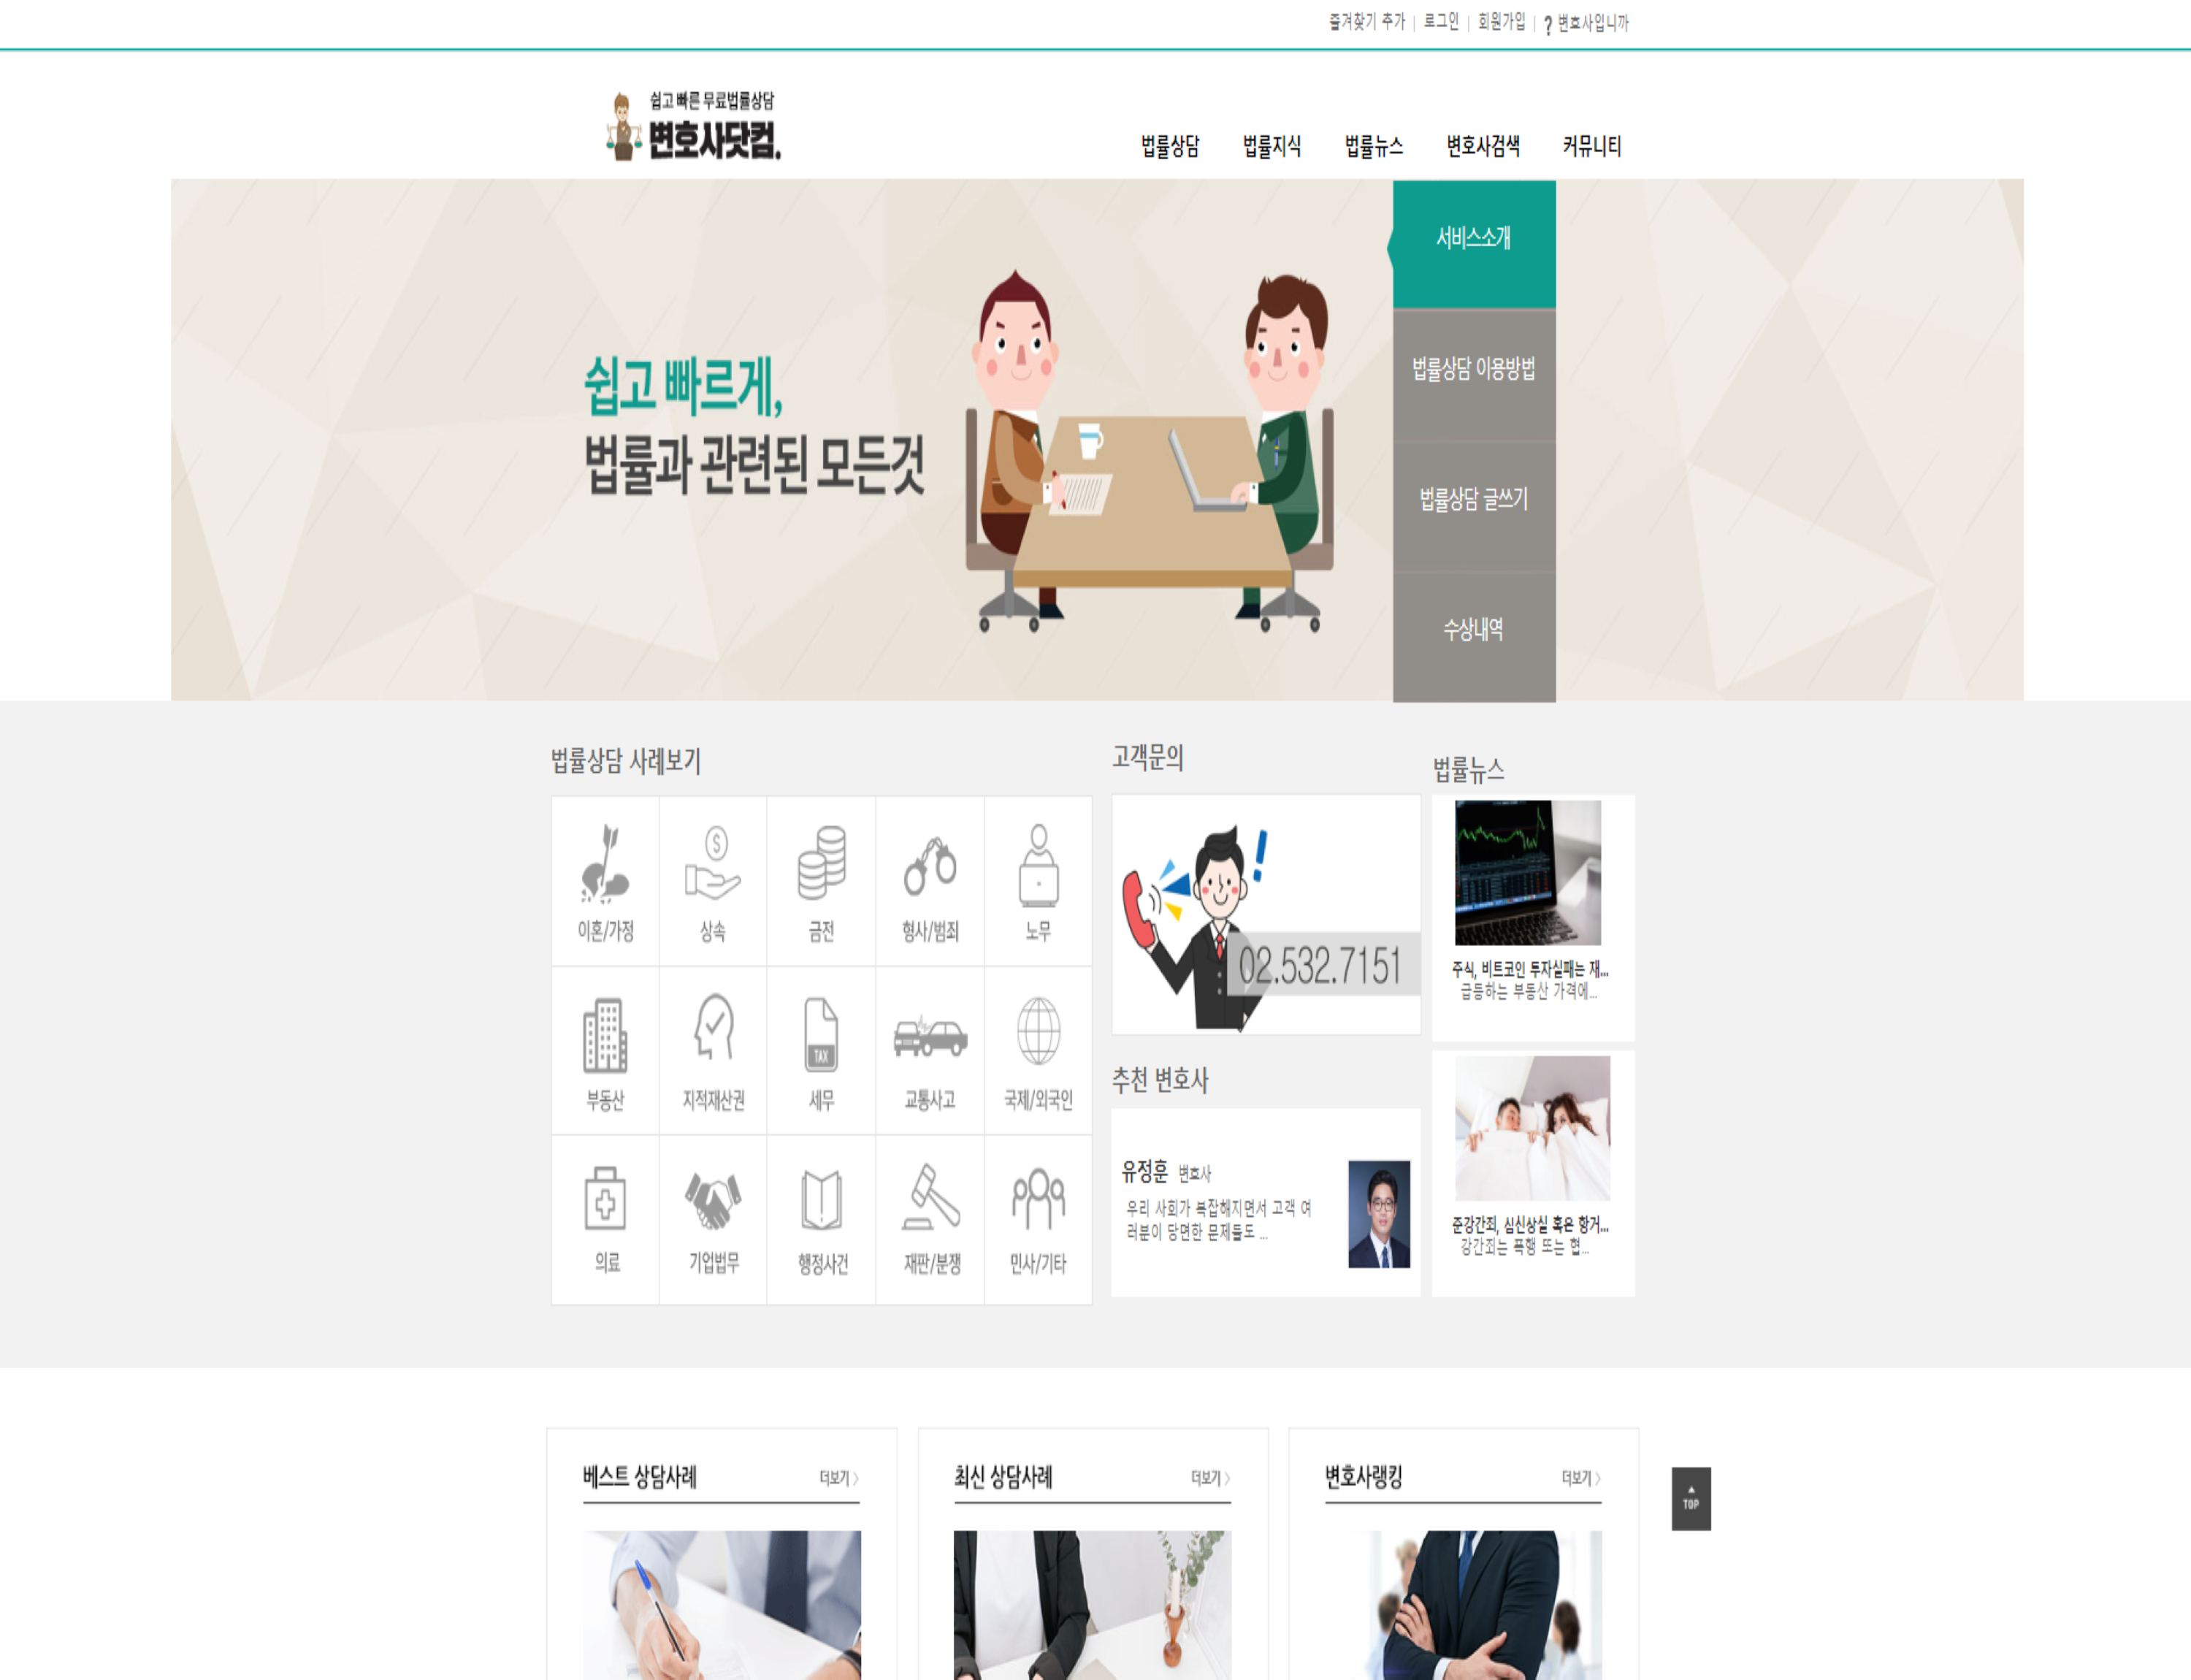 즐겨찾기 추가 | 로그인 | 회원가입 | ? 변호사입니까
쉽고 빠른 무료법률상담
변호사닷컴.
법률상담 법률지식 법률뉴스 변호사검색 커뮤니티
쉽고 빠르게,
법률과 관련된 모든것
서비스소개
법률상담 이용방법
법률상담 글쓰기
수상내역
법률상담 사례보기
이혼/가정 상속 금전 형사/범죄 노무
부동산 지적재산권 TAX 세무 교통사고 국제/외국인
의료 기업법무 행정사건 재판/분쟁 민사/기타
고객문의
02.532.7151
추천 변호사
유정훈 변호사
우리 사회가 복잡해지면서 고객 여
러분이 당면한 문제들도 ...
법률뉴스
주식, 비트코인 투자실패는 재...
급등하는 부동산 가격에...
준강간죄, 심신상실 혹은 항거...
강간죄는 폭행 또는 협...
베스트 상담사례 더보기 >
최신 상담사례 더보기 >
변호사랭킹 더보기 >
TOP